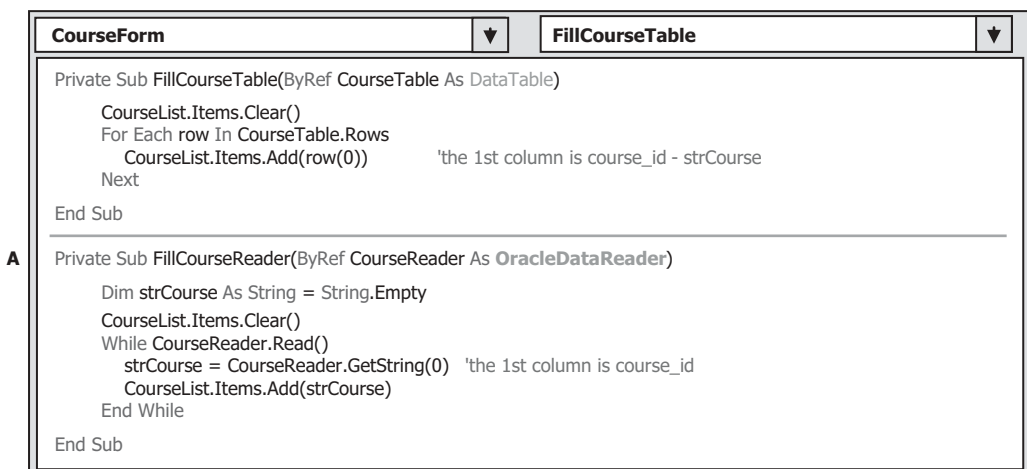 CourseForm FillCourseTable
Private Sub FillCourseTable(ByRef CourseTable As DataTable)
CourseList.Items.Clear()
For Each row In CourseTable.Rows
CourseList.Items.Add(row(0)) 'the 1st column is course_id - strCourse
Next
End Sub
A Private Sub FillCourseReader(ByRef CourseReader As OracleDataReader)
Dim strCourse As String = String.Empty
CourseList.Items.Clear()
While CourseReader.Read()
strCourse = CourseReader.GetString(0) 'the 1st column is course_id
CourseList.Items.Add(strCourse)
End While
End Sub